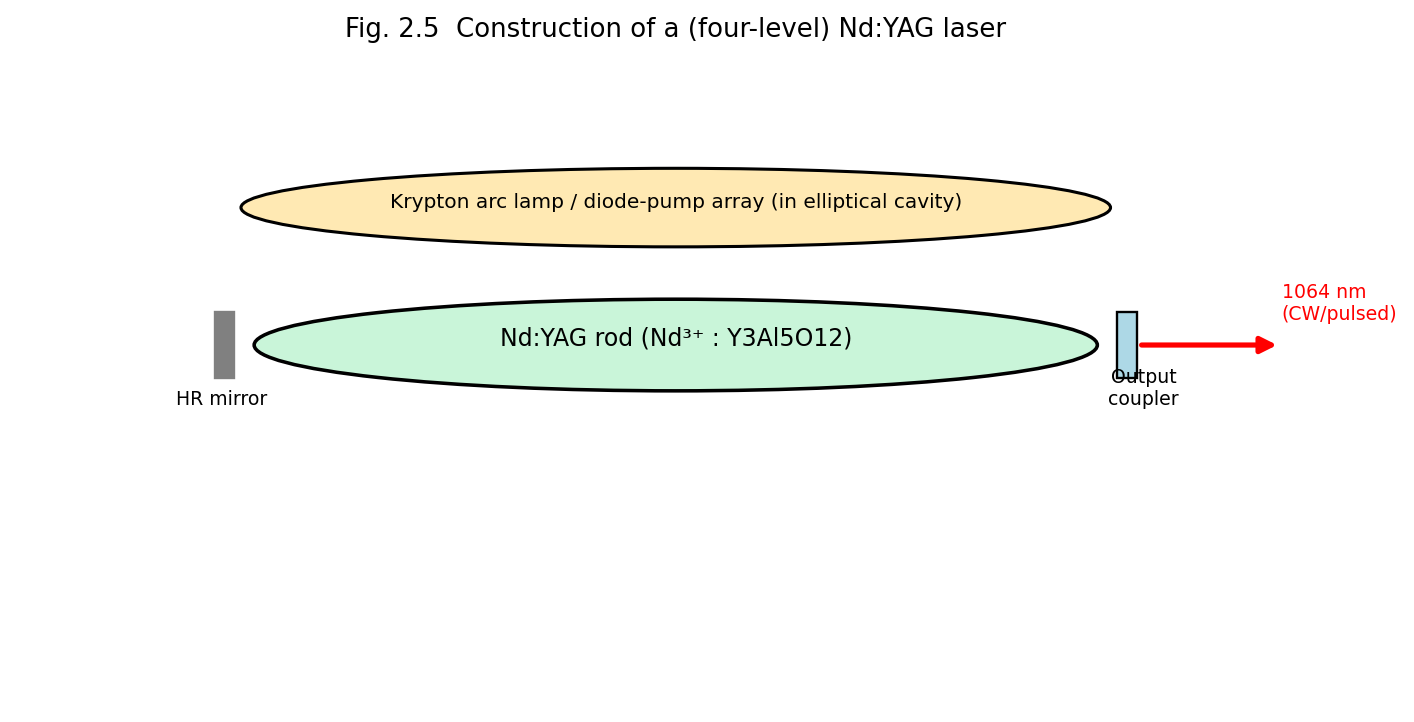 Fig. 2.5  Construction of a (four-level) Nd:YAG laser
Krypton arc lamp / diode-pump array (in elliptical cavity)
1064 nm
(CW/pulsed)
Nd:YAG rod (Nd³⁺ : Y3Al5O12)
HR mirror
Output
coupler